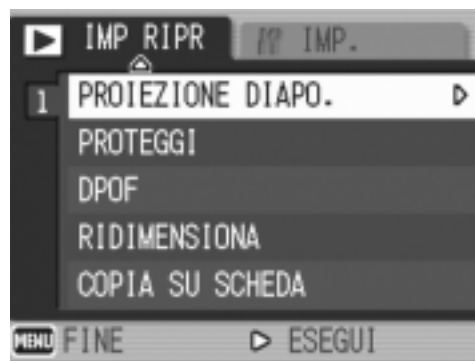 IMP RIPR IMP.
1 PROIEZIONE DIAPO.
PROTEGGI
DPOF
RIDIMENSIONA
COPIA SU SCHEDA
MENU FINE ESEGUI